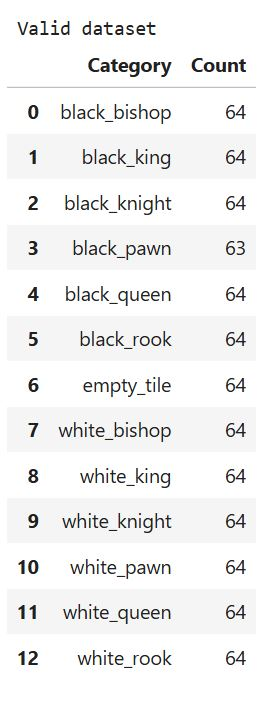 Valid dataset
Category Count
0 black_bishop 64
1 black_king 64
2 black_knight 64
3 black_pawn 63
4 black_queen 64
5 black_rook 64
6 empty_tile 64
7 white_bishop 64
8 white_king 64
9 white_knight 64
10 white_pawn 64
11 white_queen 64
12 white_rook 64